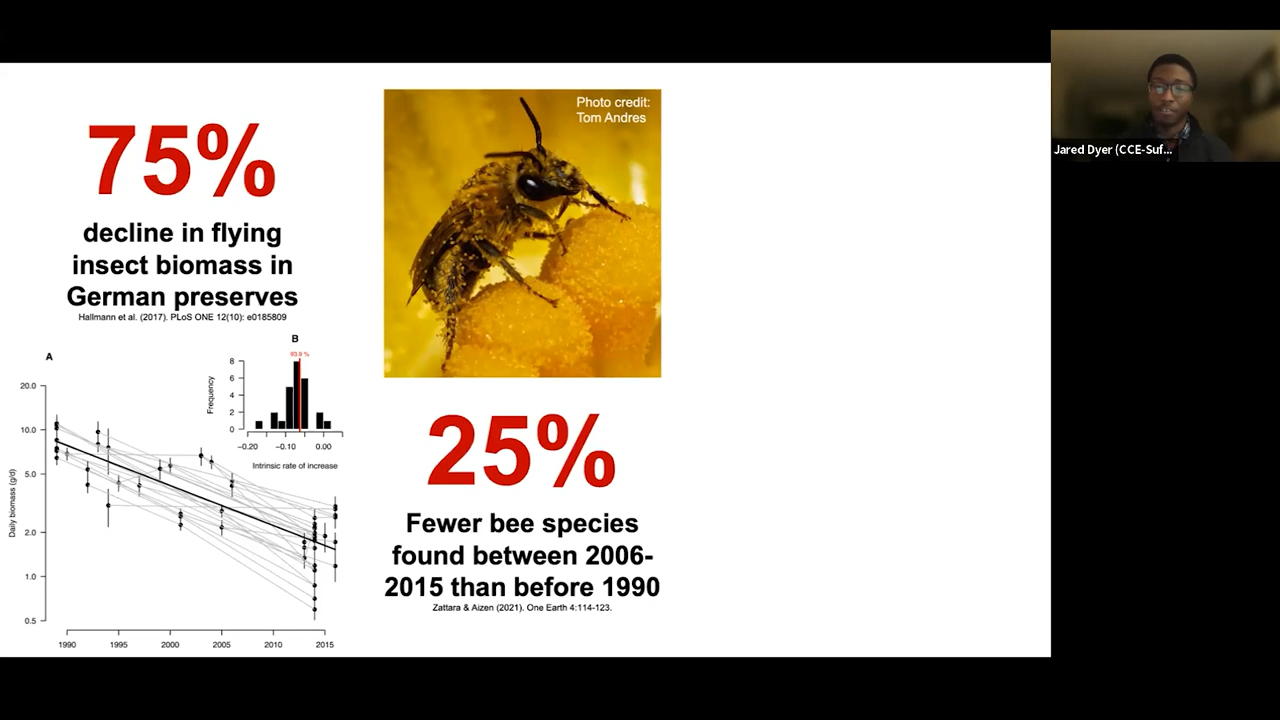 75%
decline in flying
insect biomass in
German preserves
Hallmann et al. (2017). PLoS ONE 12(10): e0185809
A
B
93.9 %
8
6
4
2
0
Frequency
−0.20 −0.10 0.00
Intrinsic rate of increase
20.0
10.0
5.0
2.0
1.0
0.5
Daily biomass (g/d)
1990 1995 2000 2005 2010 2015
Photo credit:
Tom Andres
25%
Fewer bee species
found between 2006-
2015 than before 1990
Zattara & Aizen (2021). One Earth 4:114-123.
Jared Dyer (CCE-Suf...